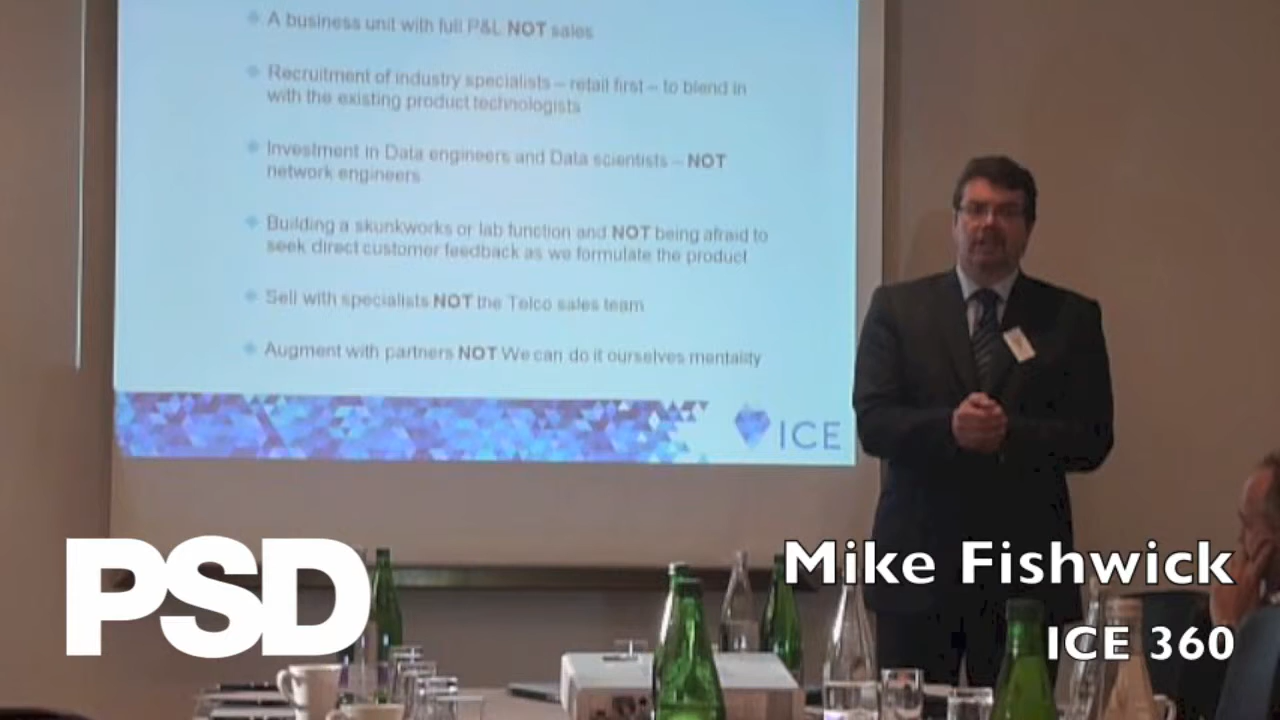 A business unit with full P&L NOT sales
Recruitment of industry specialists – retail first – to blend in
with the existing product technologists
Investment in Data engineers and Data scientists – NOT
network engineers
Building a skunkworks or lab function and NOT being afraid to
seek direct customer feedback as we formulate the product
Sell with specialists NOT the Telco sales team
Augment with partners NOT We can do it ourselves mentality
ICE
PSD
Mike Fishwick
ICE 360